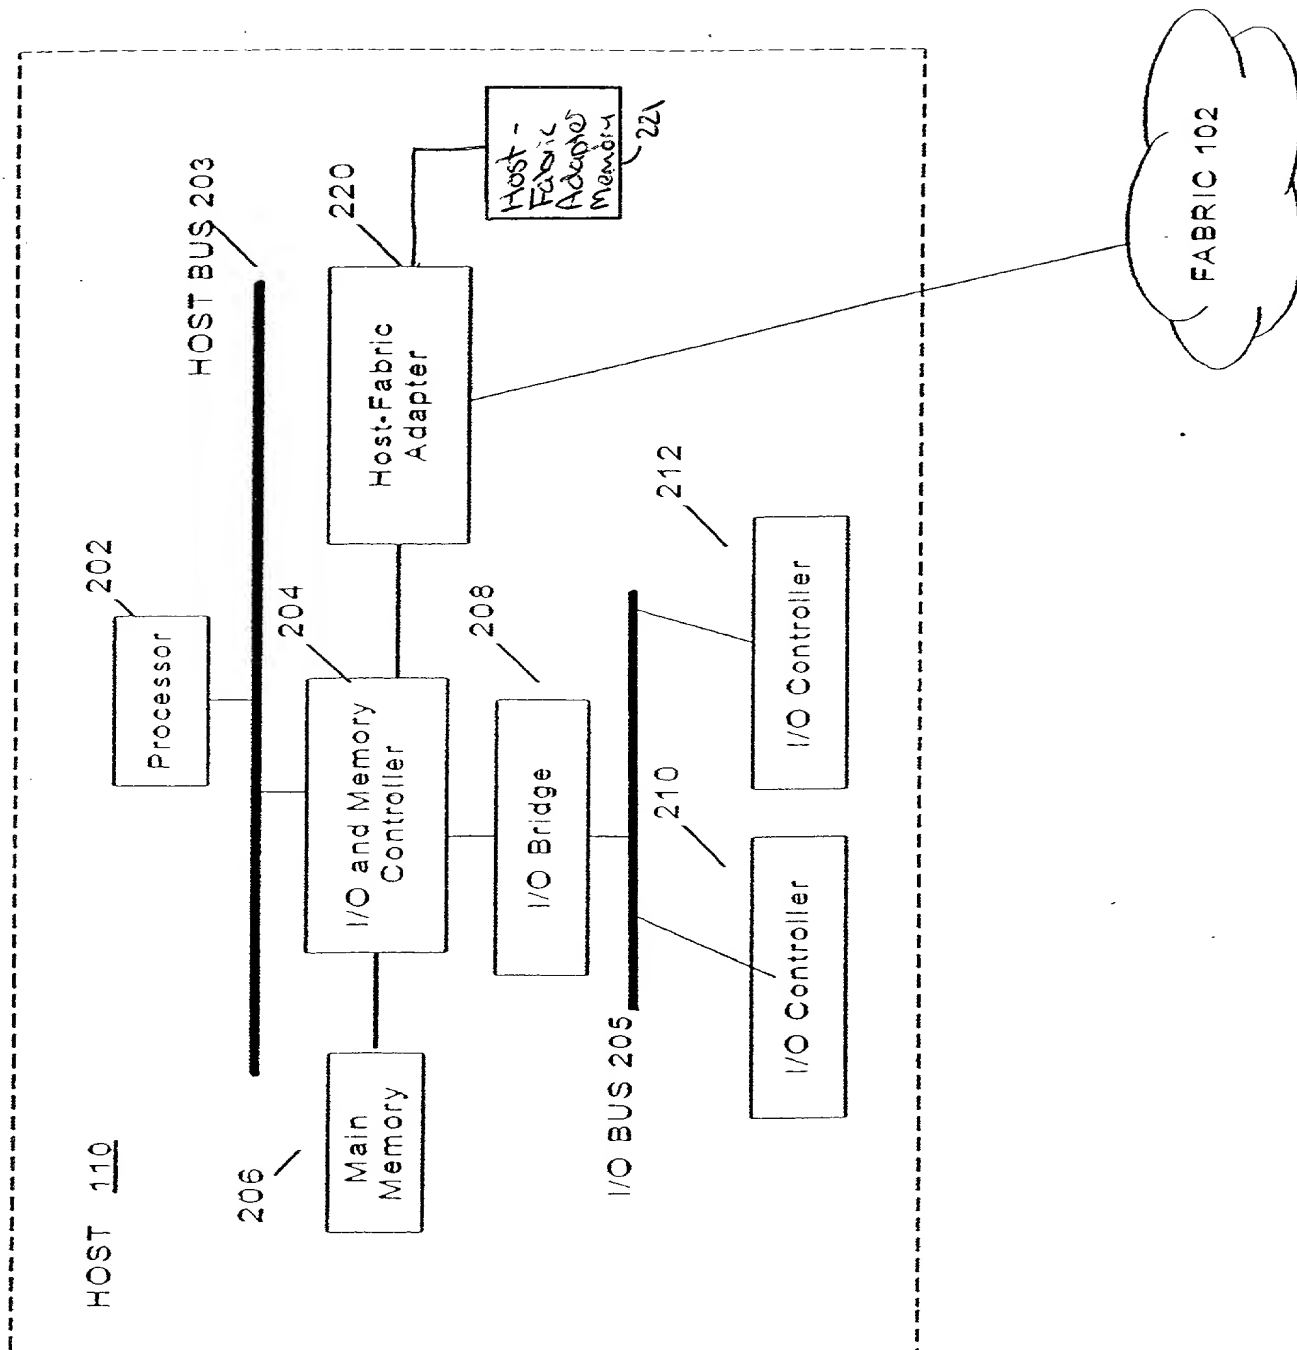 HOST 110
Processor
202
HOST BUS 203
206
Main
Memory
204
I/O and Memory
Controller
220
Host-Fabric
Adapter
Host-
Fabric
Adapter
Memory
221
208
I/O Bridge
I/O BUS 205
210
I/O Controller
212
I/O Controller
FABRIC 102